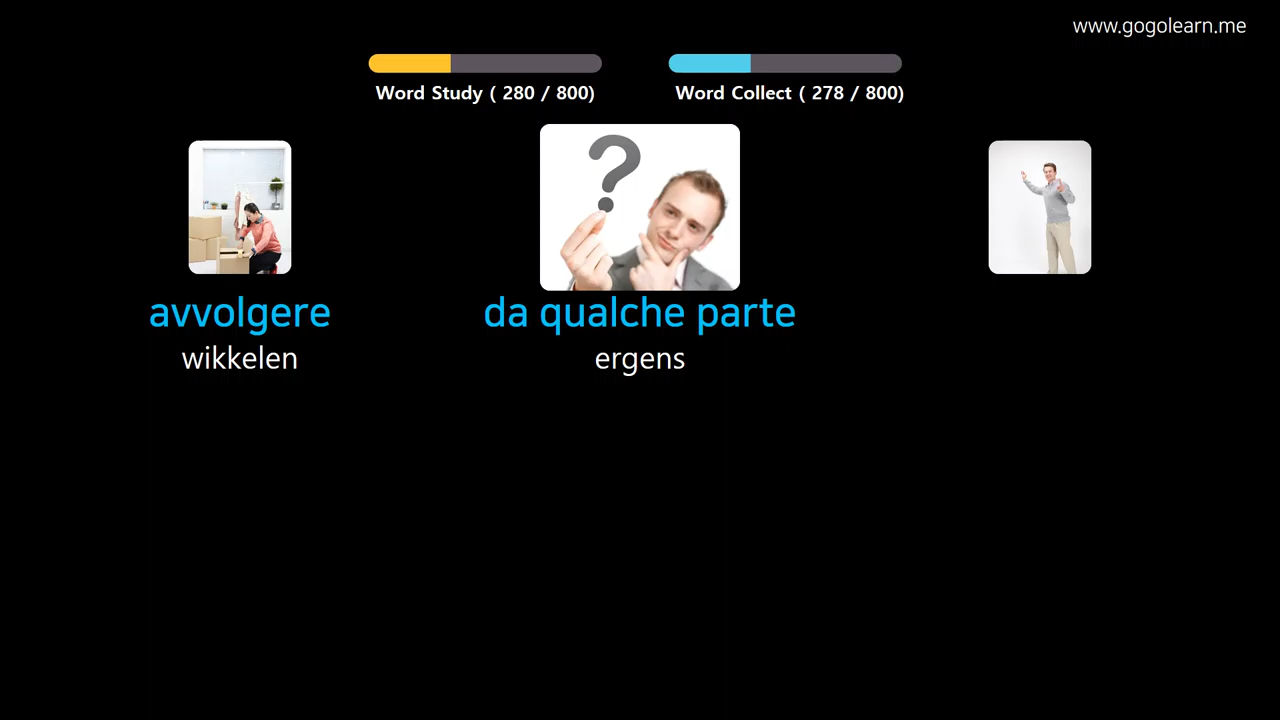 www.gogolearn.me
Word Study ( 280 / 800)
Word Collect ( 278 / 800)
avvolgere
wikkelen
da qualche parte
ergens